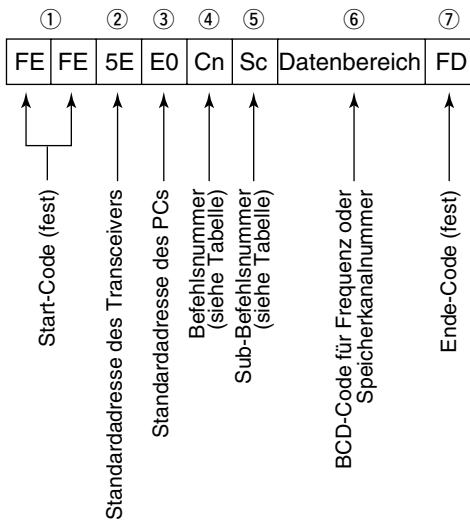 ① ② ③ ④ ⑤ ⑥ ⑦
FE FE 5E E0 Cn Sc Datenbereich FD
Start-Code (fest)
Standardadresse des Transceivers
Standardadresse des PCs
Befehlsnummer
(siehe Tabelle)
Sub-Befehlsnummer
(siehe Tabelle)
BCD-Code für Frequenz oder
Speicherkanalnummer
Ende-Code (fest)